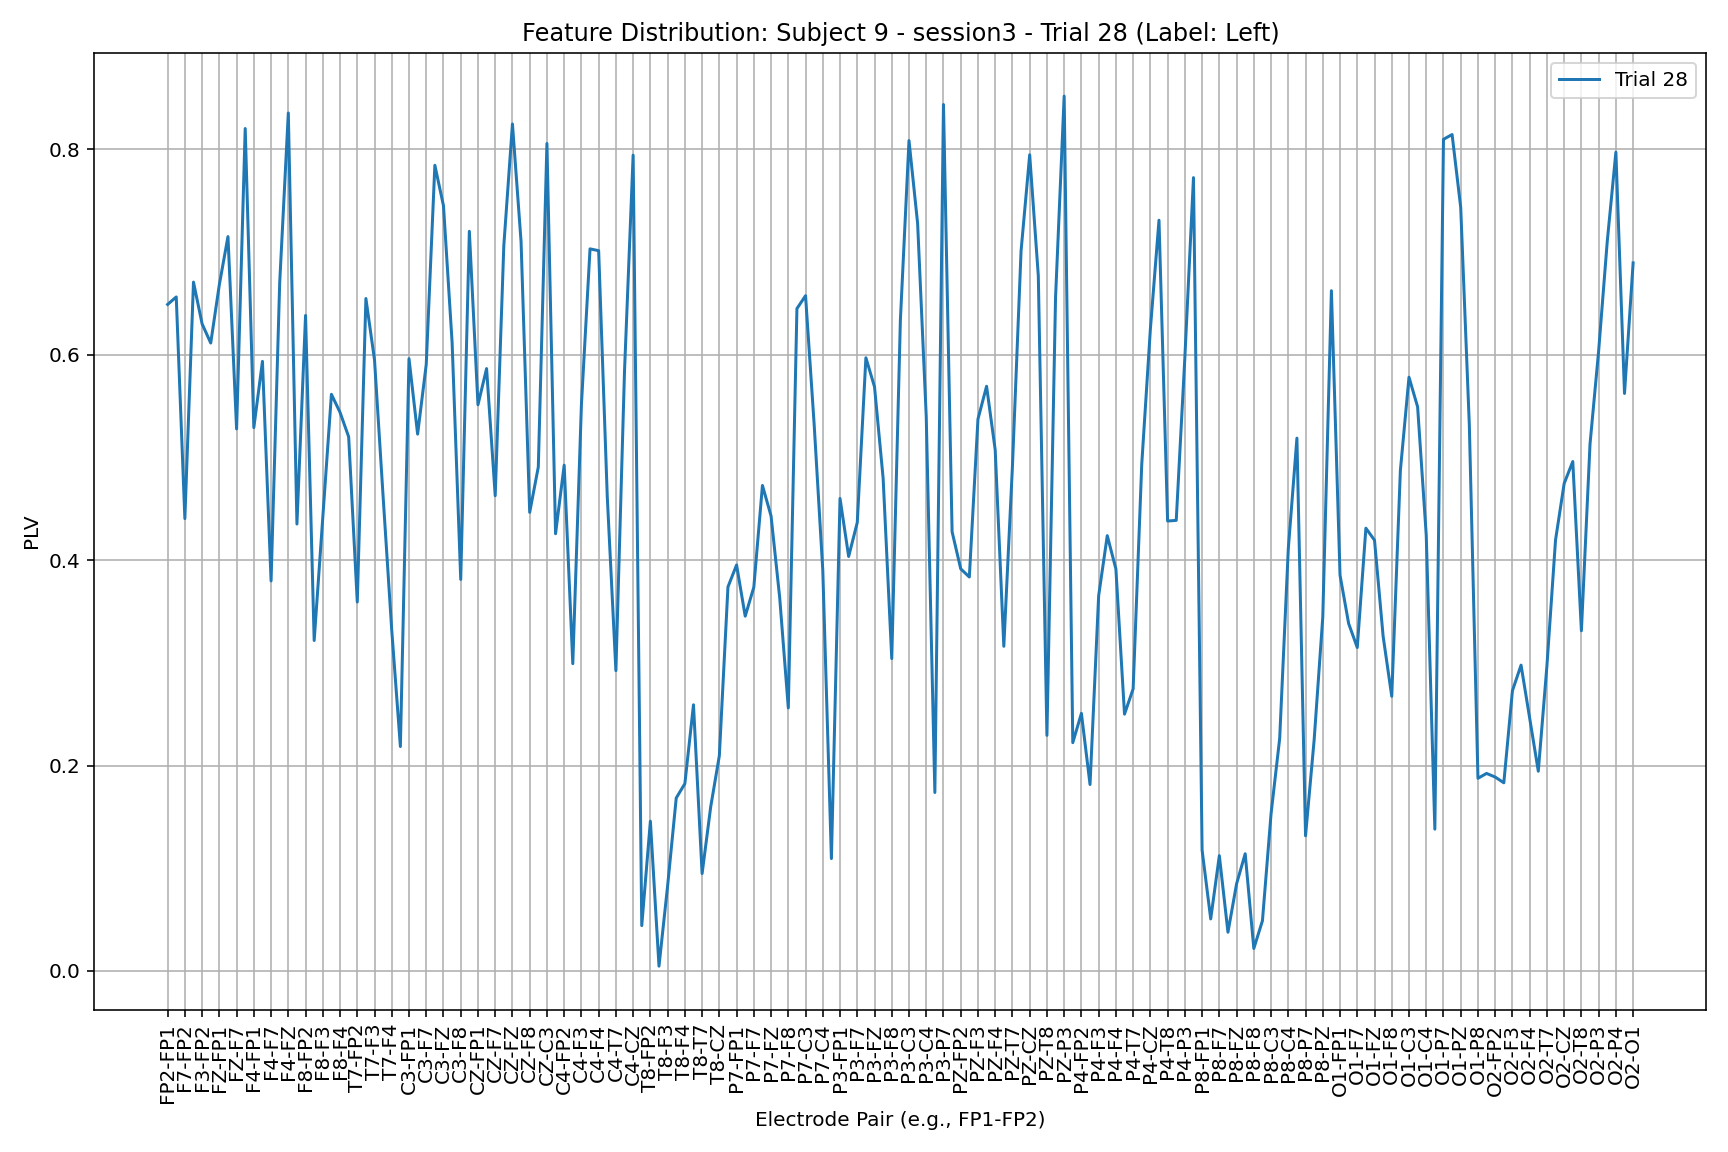 Feature Distribution: Subject 9 - session3 - Trial 28 (Label: Left)
Trial 28
PLV
0.8
0.6
0.4
0.2
0.0
FP2-FP1
F7-FP2
F3-FP2
FZ-FP1
FZ-F7
F4-FP1
F4-F7
F4-FZ
F8-FP2
F8-F3
F8-F4
T7-FP2
T7-F3
T7-F4
C3-FP1
C3-F7
C3-FZ
C3-F8
CZ-FP1
CZ-F7
CZ-FZ
CZ-F8
CZ-C3
C4-FP2
C4-F3
C4-F4
C4-T7
C4-CZ
T8-FP2
T8-F3
T8-F4
T8-T7
T8-CZ
P7-FP1
P7-F7
P7-FZ
P7-F8
P7-C3
P7-C4
P3-FP1
P3-F7
P3-FZ
P3-F8
P3-C3
P3-C4
P3-P7
PZ-FP2
PZ-F3
PZ-F4
PZ-T7
PZ-CZ
PZ-T8
PZ-P3
P4-FP2
P4-F3
P4-F4
P4-T7
P4-CZ
P4-T8
P4-P3
P8-FP1
P8-F7
P8-FZ
P8-F8
P8-C3
P8-C4
P8-P7
P8-PZ
O1-FP1
O1-F7
O1-FZ
O1-F8
O1-C3
O1-C4
O1-P7
O1-PZ
O1-P8
O2-FP2
O2-F3
O2-F4
O2-T7
O2-CZ
O2-T8
O2-P3
O2-P4
O2-O1
Electrode Pair (e.g., FP1-FP2)